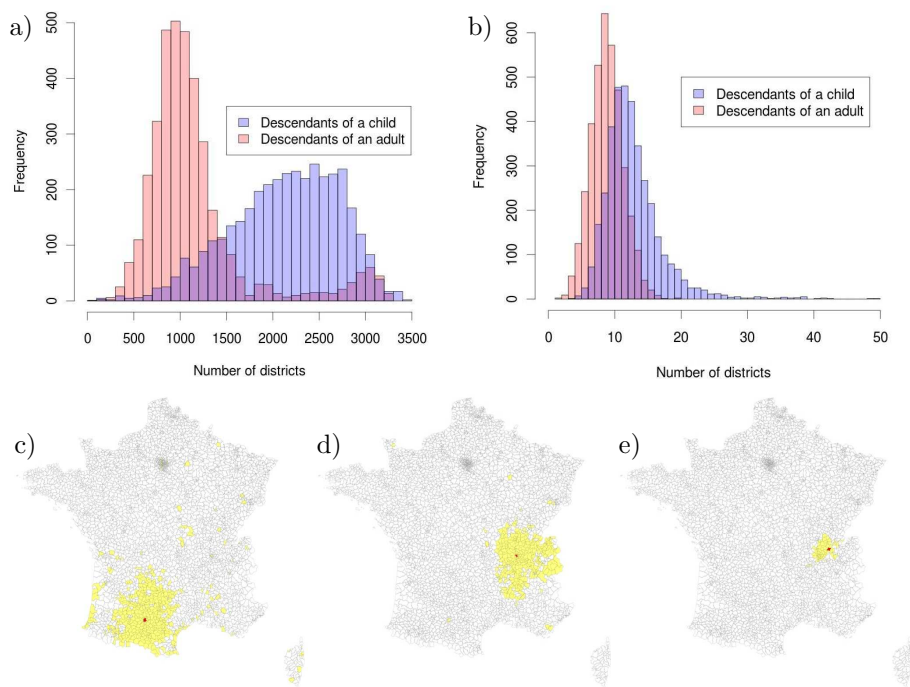 a)
Frequency
500
400
300
200
100
0
Descendants of a child
Descendants of an adult
0 500 1000 1500 2000 2500 3000 3500
Number of districts
b)
Frequency
600
500
400
300
200
100
0
Descendants of a child
Descendants of an adult
0 10 20 30 40 50
Number of districts
c)
d)
e)